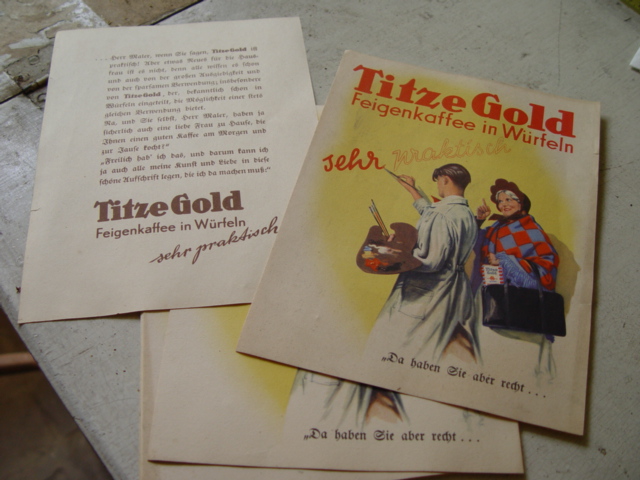 ... Herr Maler, wenn Sie sagen, Titze Gold ist
praktisch! Aber etwas Neues für die Haus-
frau ist es nicht, denn alle wissen es schon
und auch von der großen Ausgiebigkeit und
von der sparsamen Verwendung, insbesondere
von Titze Gold, der, bekanntlich schon in
Würfeln eingeteilt, die Möglichkeit einer stets
gleichen Verwendung bietet.
Na, und Sie selbst, Herr Maler, haben ja
sicherlich auch eine liebe Frau zu Hause, die
Ihnen einen guten Kaffee am Morgen und
zur Jause kocht!"
„Freilich hab' ich das, und darum kann ich
ja auch alle meine Kunst und Liebe in diese
schöne Aufschrift legen, die ich da machen muß!"
Titze Gold
Feigenkaffee in Würfeln
sehr praktisch
Titze Gold
Feigenkaffee in Würfeln
sehr praktisch
„Da haben Sie aber recht...
„Da haben Sie aber recht...